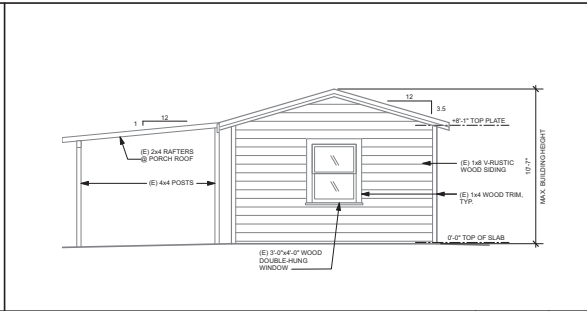 12
1
12
3.5
+8'-1" TOP PLATE
(E) 2x4 RAFTERS
@ PORCH ROOF
(E) 4x4 POSTS
(E) 1x8 V-RUSTIC
WOOD SIDING
(E) 1x4 WOOD TRIM,
TYP.
10'-7"
MAX. BUILDING HEIGHT
0'-0" TOP OF SLAB
(E) 3'-0"x4'-0" WOOD
DOUBLE-HUNG
WINDOW